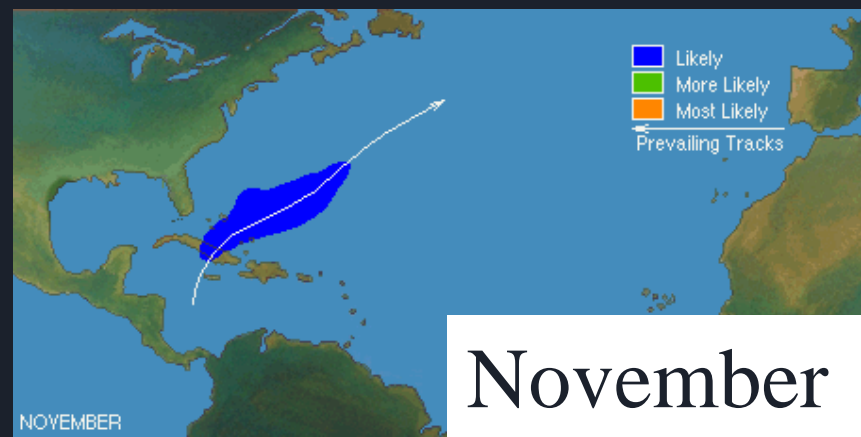 Likely
More Likely
Most Likely
Prevailing Tracks
November
NOVEMBER